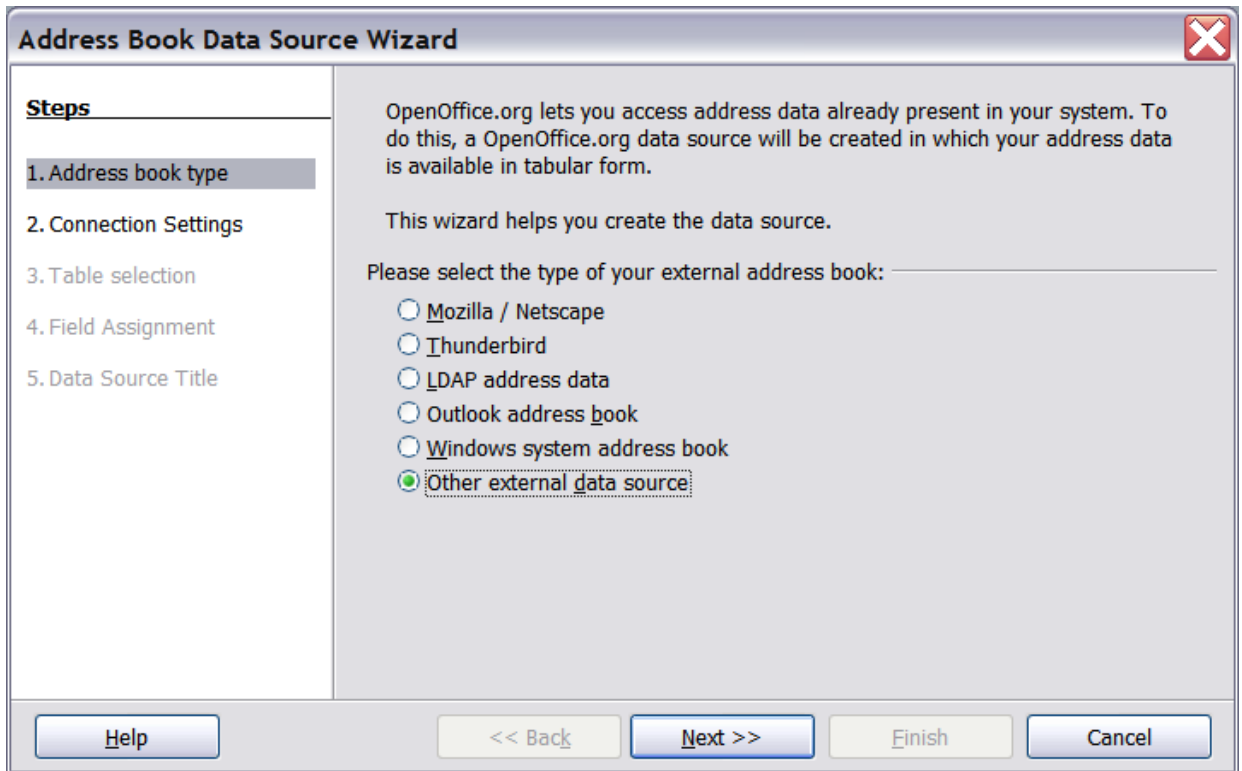 Address Book Data Source Wizard
Steps
1. Address book type
2. Connection Settings
3. Table selection
4. Field Assignment
5. Data Source Title
OpenOffice.org lets you access address data already present in your system. To
do this, a OpenOffice.org data source will be created in which your address data
is available in tabular form.
This wizard helps you create the data source.
Please select the type of your external address book:
Mozilla / Netscape
Thunderbird
LDAP address data
Outlook address book
Windows system address book
Other external data source
Help
<< Back
Next >>
Finish
Cancel